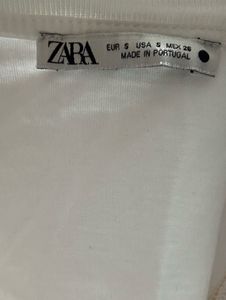 ZARA
EUR S USA S MEX 26
MADE IN PORTUGAL